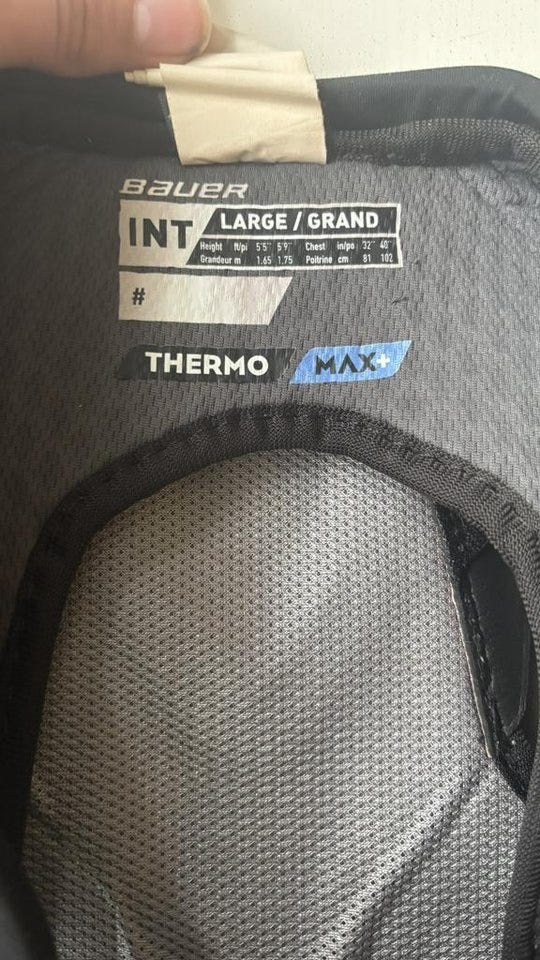 BAUER
INT LARGE / GRAND
Height ft/pi 5'5" 5'9" Chest in/po 32" 40"
Grandeur m 1.65 1.75 Poitrine cm 81 102
#
THERMO MAX+